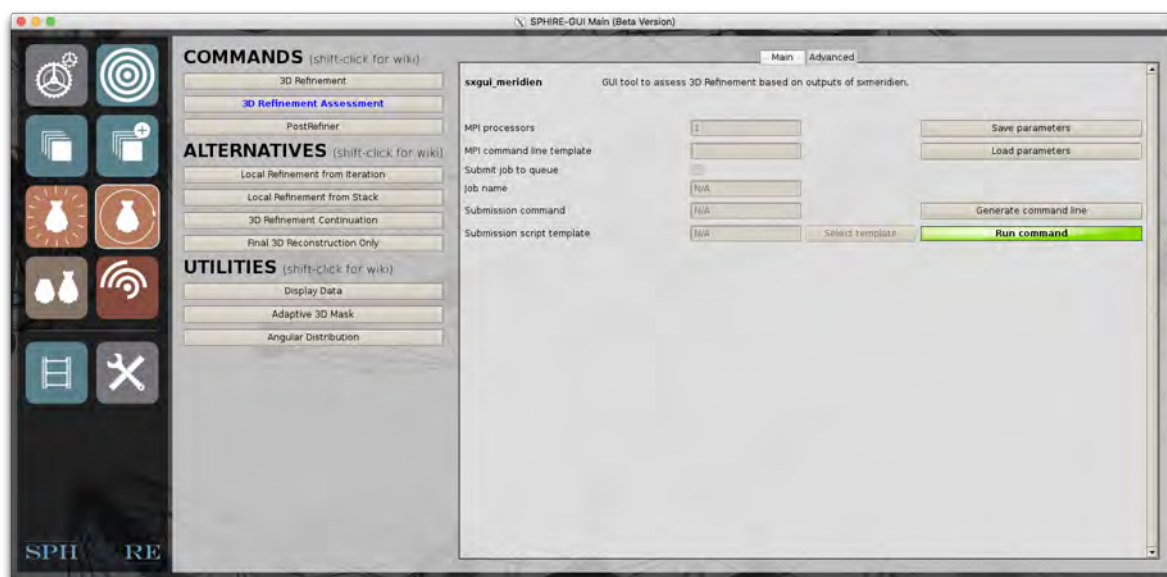 SPHIRE-GUI Main (Beta Version)
COMMANDS (shift-click for wiki)
3D Refinement
3D Refinement Assessment
PostRefiner
ALTERNATIVES (shift-click for wiki)
Local Refinement from Iteration
Local Refinement from Stack
3D Refinement Continuation
Final 3D Reconstruction Only
UTILITIES (shift-click for wiki)
Display Data
Adaptive 3D Mask
Angular Distribution
SPH RE
Main Advanced
sxgui_meridien GUI tool to assess 3D Refinement based on outputs of sxmeridien.
MPI processors 1 Save parameters
MPI command line template Load parameters
Submit job to queue
Job name N/A
Submission command N/A Generate command line
Submission script template N/A Select template Run command